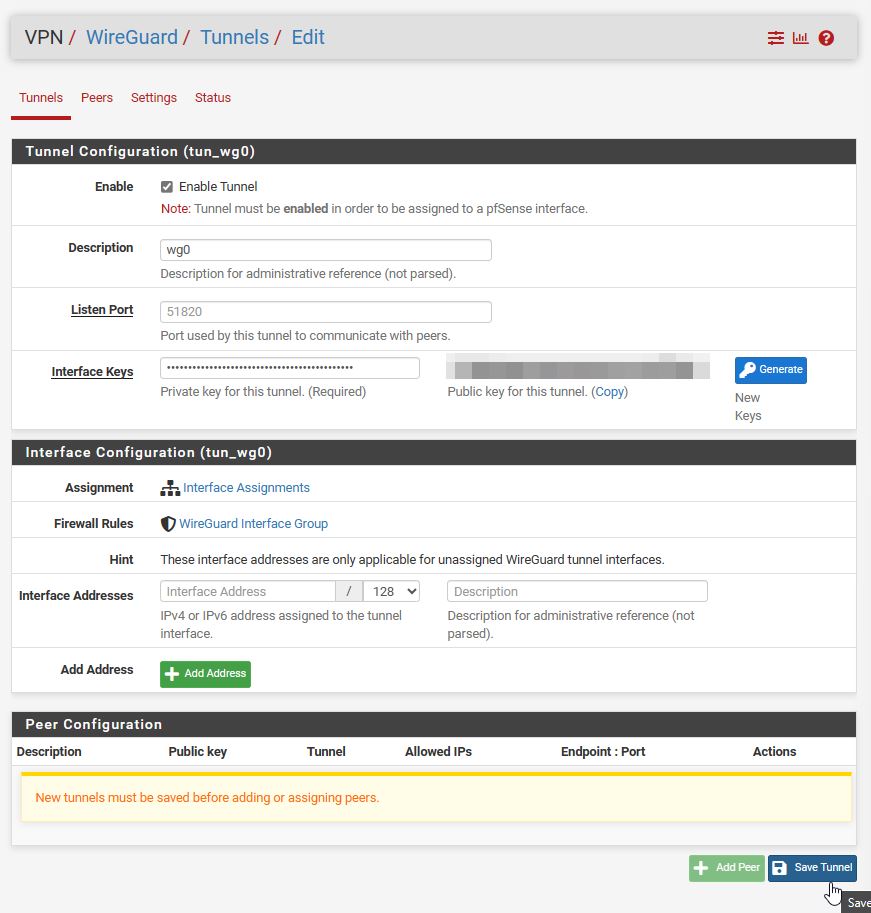 VPN / WireGuard / Tunnels / Edit
Tunnels Peers Settings Status
Tunnel Configuration (tun_wg0)
Enable Enable Tunnel
Note: Tunnel must be enabled in order to be assigned to a pfSense interface.
Description wg0
Description for administrative reference (not parsed).
Listen Port 51820
Port used by this tunnel to communicate with peers.
Interface Keys •••••••••••••••••••••••••••••••••••••••••••• Generate
Private key for this tunnel. (Required) Public key for this tunnel. (Copy) New
Keys
Interface Configuration (tun_wg0)
Assignment Interface Assignments
Firewall Rules WireGuard Interface Group
Hint These interface addresses are only applicable for unassigned WireGuard tunnel interfaces.
Interface Addresses Interface Address / 128 Description
IPv4 or IPv6 address assigned to the tunnel Description for administrative reference (not
interface. parsed).
Add Address Add Address
Peer Configuration
Description Public key Tunnel Allowed IPs Endpoint : Port Actions
New tunnels must be saved before adding or assigning peers.
Add Peer Save Tunnel
Save